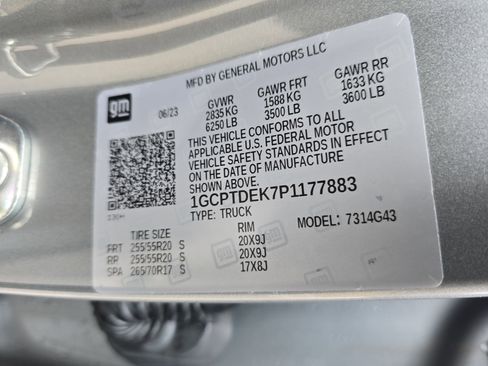 MFD BY GENERAL MOTORS LLC
gm
06/23
GVWR GAWR FRT GAWR RR
2835 KG 1588 KG 1633 KG
6250 LB 3500 LB 3600 LB
THIS VEHICLE CONFORMS TO ALL
APPLICABLE U.S. FEDERAL MOTOR
VEHICLE SAFETY STANDARDS IN EFFECT
ON THE DATE OF MANUFACTURE
SHOWN ABOVE.
1GCPTDEK7P1177883
TYPE: TRUCK MODEL: 7314G43
TIRE SIZE RIM
FRT 255/55R20 S 20X9J
RR 255/55R20 S 20X9J
SPA 265/70R17 S 17X8J